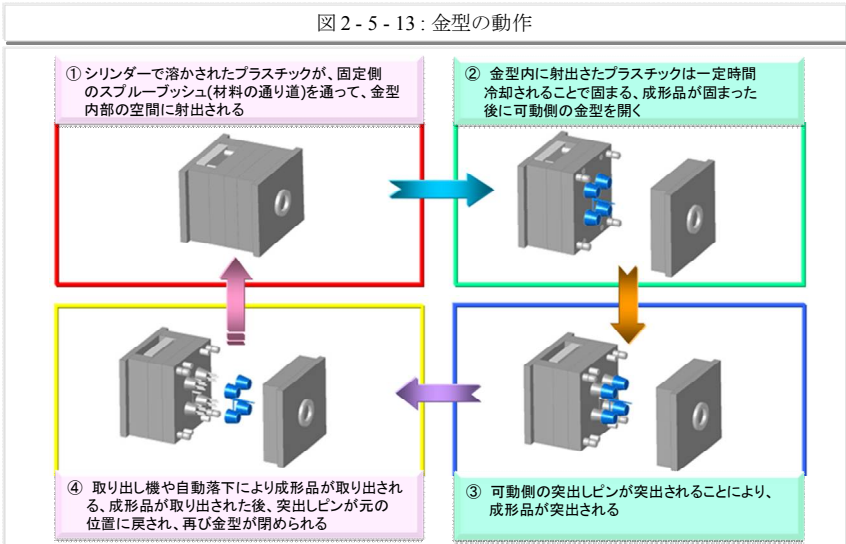 図2-5-13:金型の動作
① シリンダーで溶かされたプラスチックが、固定側
のスプルーブッシュ(材料の通り道)を通って、金型
内部の空間に射出される
② 金型内に射出さたプラスチックは一定時間
冷却されることで固まる、成形品が固まった
後に可動側の金型を開く
③ 可動側の突出しピンが突出されることにより、
成形品が突出される
④ 取り出し機や自動落下により成形品が取り出され
る、成形品が取り出された後、突出しピンが元の
位置に戻され、再び金型が閉められる